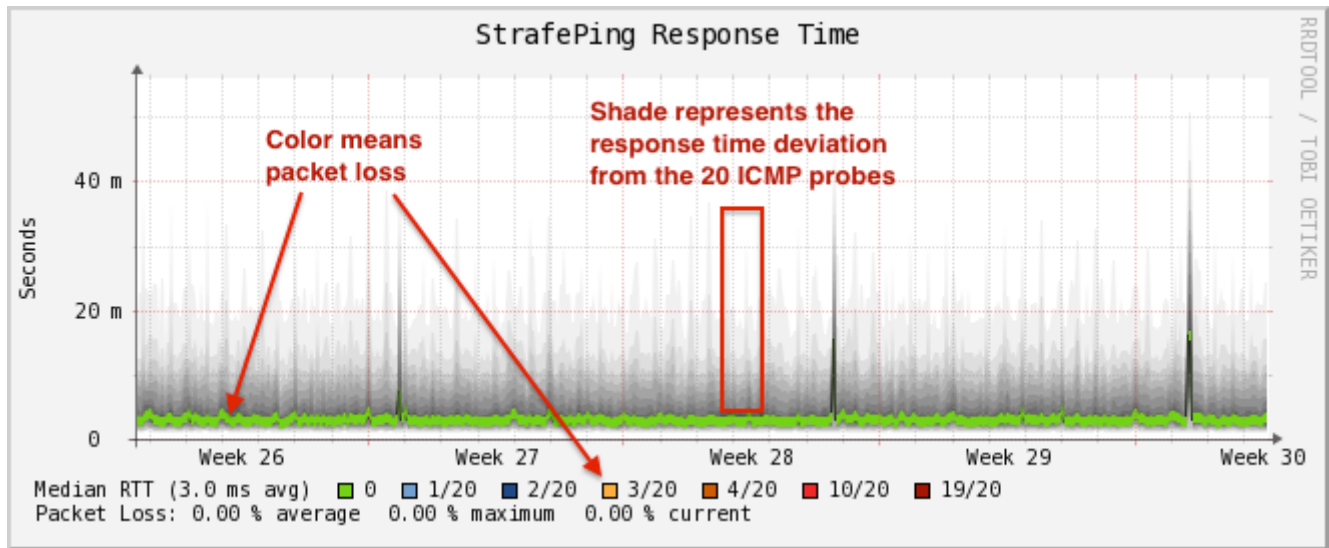 StrafePing Response Time
RRDTOOL / TOBI OETIKER
Color means
packet loss
Shade represents the
response time deviation
from the 20 ICMP probes
Seconds
40 m
20 m
0
Week 26 Week 27 Week 28 Week 29 Week 30
Median RTT (3.0 ms avg) 0 1/20 2/20 3/20 4/20 10/20 19/20
Packet Loss: 0.00 % average 0.00 % maximum 0.00 % current